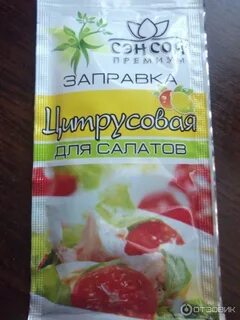 СЭН СОЙ
ПРЕМИУМ
ЗАПРАВКА
Цитрусовая
ДЛЯ САЛАТОВ
ОТЗОВИК